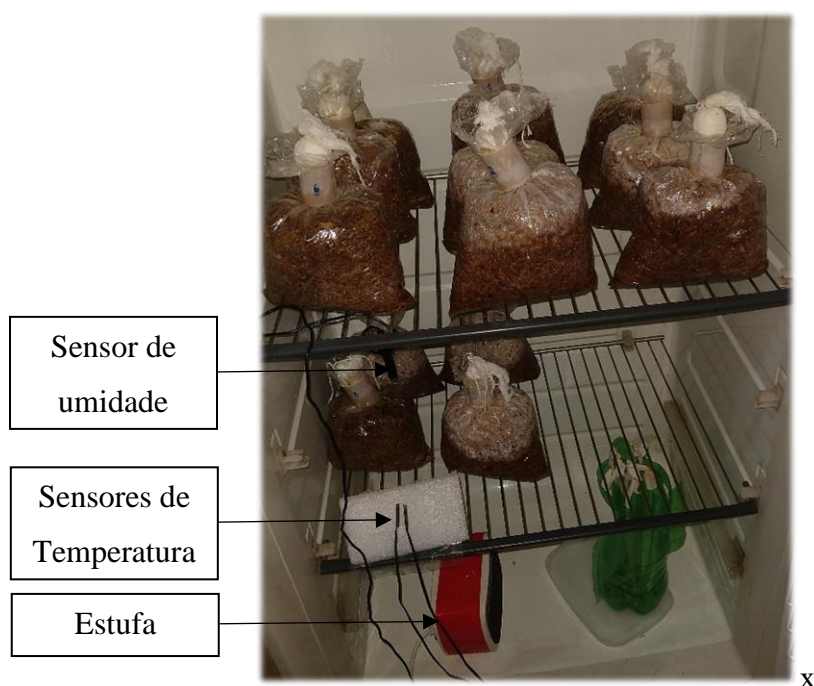 Sensor de
umidade
Sensores de
Temperatura
Estufa
x